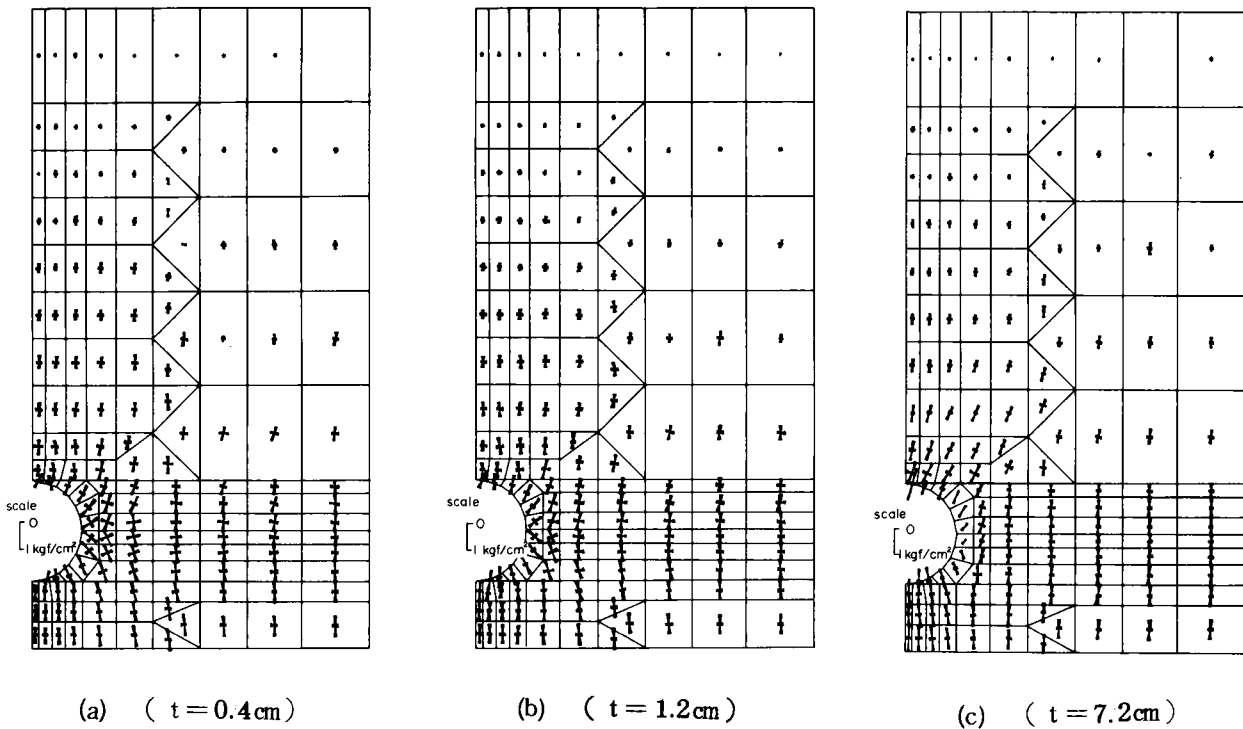 scale
0
1 kgf/cm²
scale
0
1 kgf/cm²
scale
0
1 kgf/cm²
(a) ( t = 0.4cm )
(b) ( t = 1.2cm )
(c) ( t = 7.2cm )